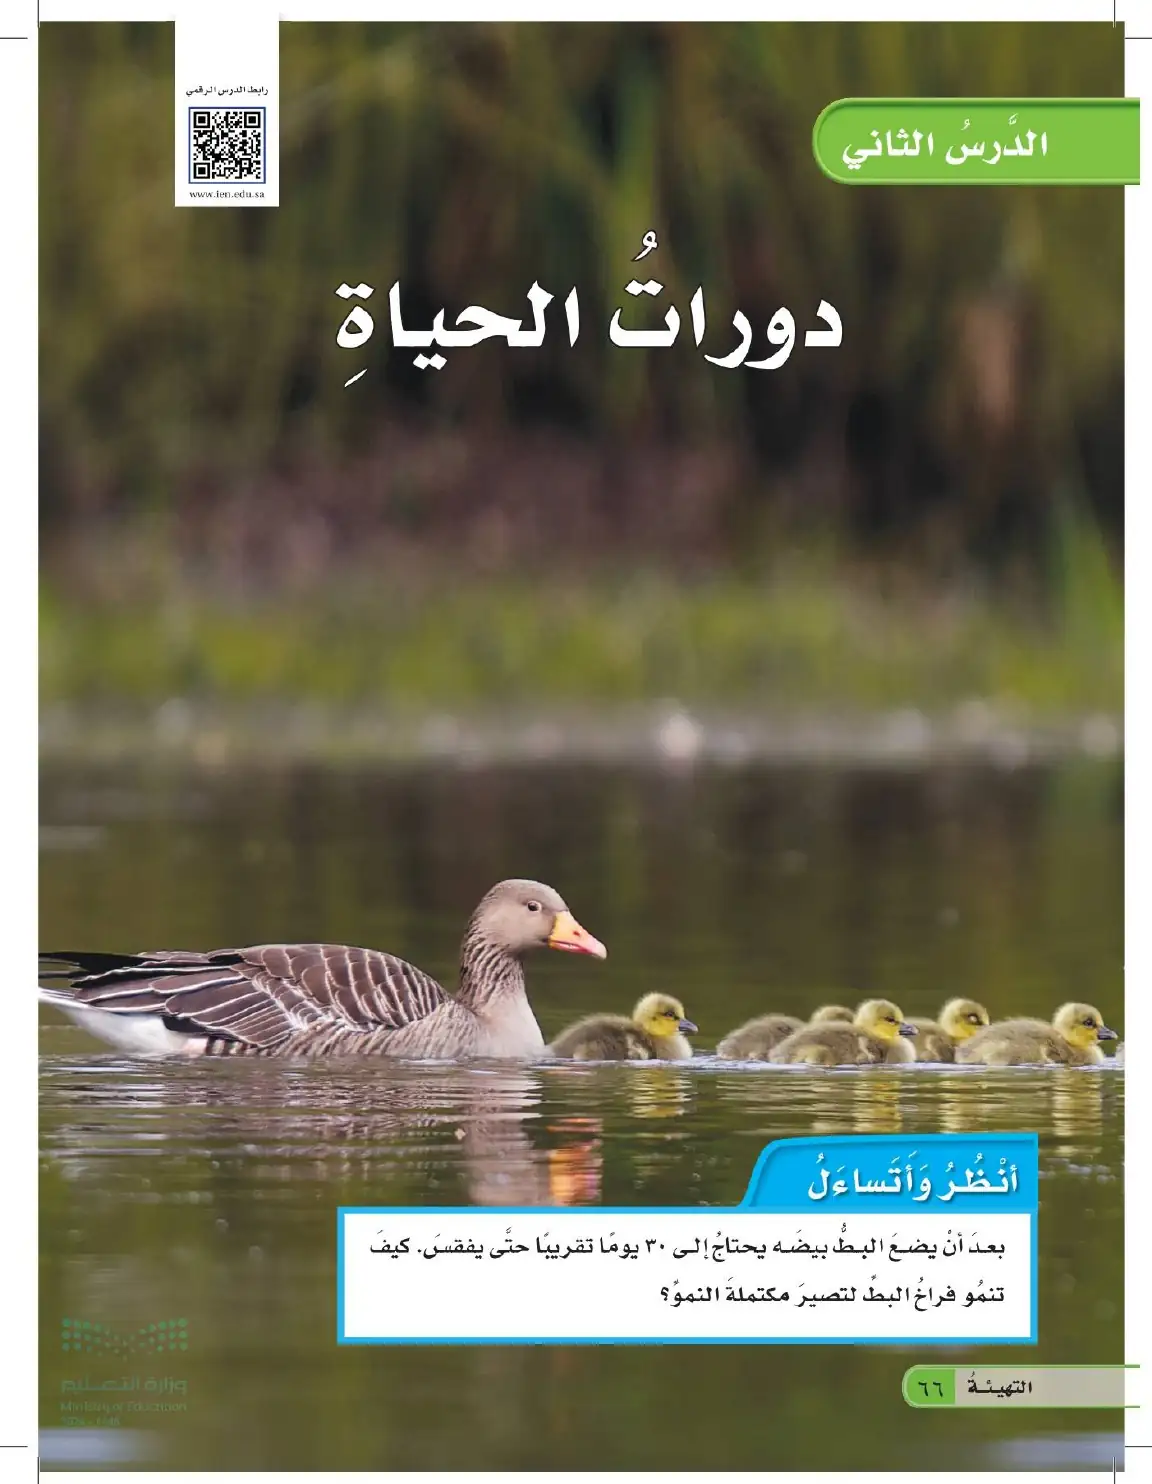 رابط الدرس الرقمي
www.ien.edu.sa
الدَّرسُ الثاني
دوراتُ الحياةِ
أنْظُرُ وَأَتَساءَلُ
بعدَ أنْ يضعَ البطُّ بيضَه يحتاجُ إلى ٣٠ يومًا تقريبًا حتَّى يفقسَ. كيفَ
تنمُو فراخُ البطِّ لتصيرَ مكتملةَ النموِّ؟
وزارة التعليم
Ministry of Education
التهيئةُ ٦٦